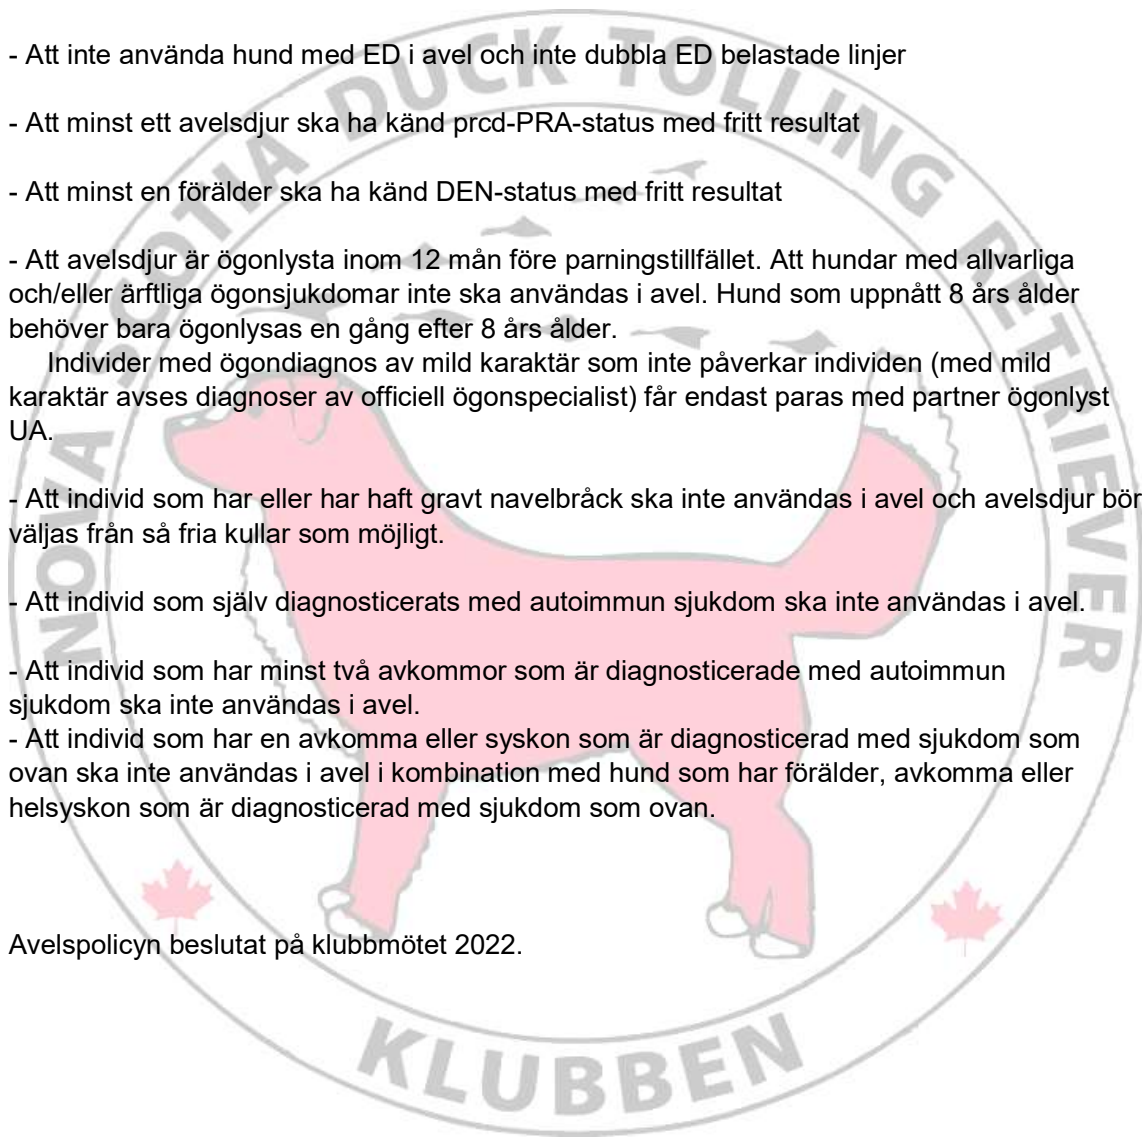 - Att inte använda hund med ED i avel och inte dubbla ED belastade linjer
- Att minst ett avelsdjur ska ha känd prcd-PRA-status med fritt resultat
- Att minst en förälder ska ha känd DEN-status med fritt resultat
- Att avelsdjur är ögonlysta inom 12 mån före parningstillfället. Att hundar med allvarliga
och/eller ärftliga ögonsjukdomar inte ska användas i avel. Hund som uppnått 8 års ålder
behöver bara ögonlysas en gång efter 8 års ålder.
Individer med ögondiagnos av mild karaktär som inte påverkar individen (med mild
karaktär avses diagnoser av officiell ögonspecialist) får endast paras med partner ögonlyst
UA.
- Att individ som har eller har haft gravt navelbråck ska inte användas i avel och avelsdjur bör
väljas från så fria kullar som möjligt.
- Att individ som själv diagnosticerats med autoimmun sjukdom ska inte användas i avel.
- Att individ som har minst två avkommor som är diagnosticerade med autoimmun
sjukdom ska inte användas i avel.
- Att individ som har en avkomma eller syskon som är diagnosticerad med sjukdom som
ovan ska inte användas i avel i kombination med hund som har förälder, avkomma eller
helsyskon som är diagnosticerad med sjukdom som ovan.
Avelspolicyn beslutat på klubbmötet 2022.
NOVA SCOTIA DUCK TOLLING RETRIEVER
KLUBBEN